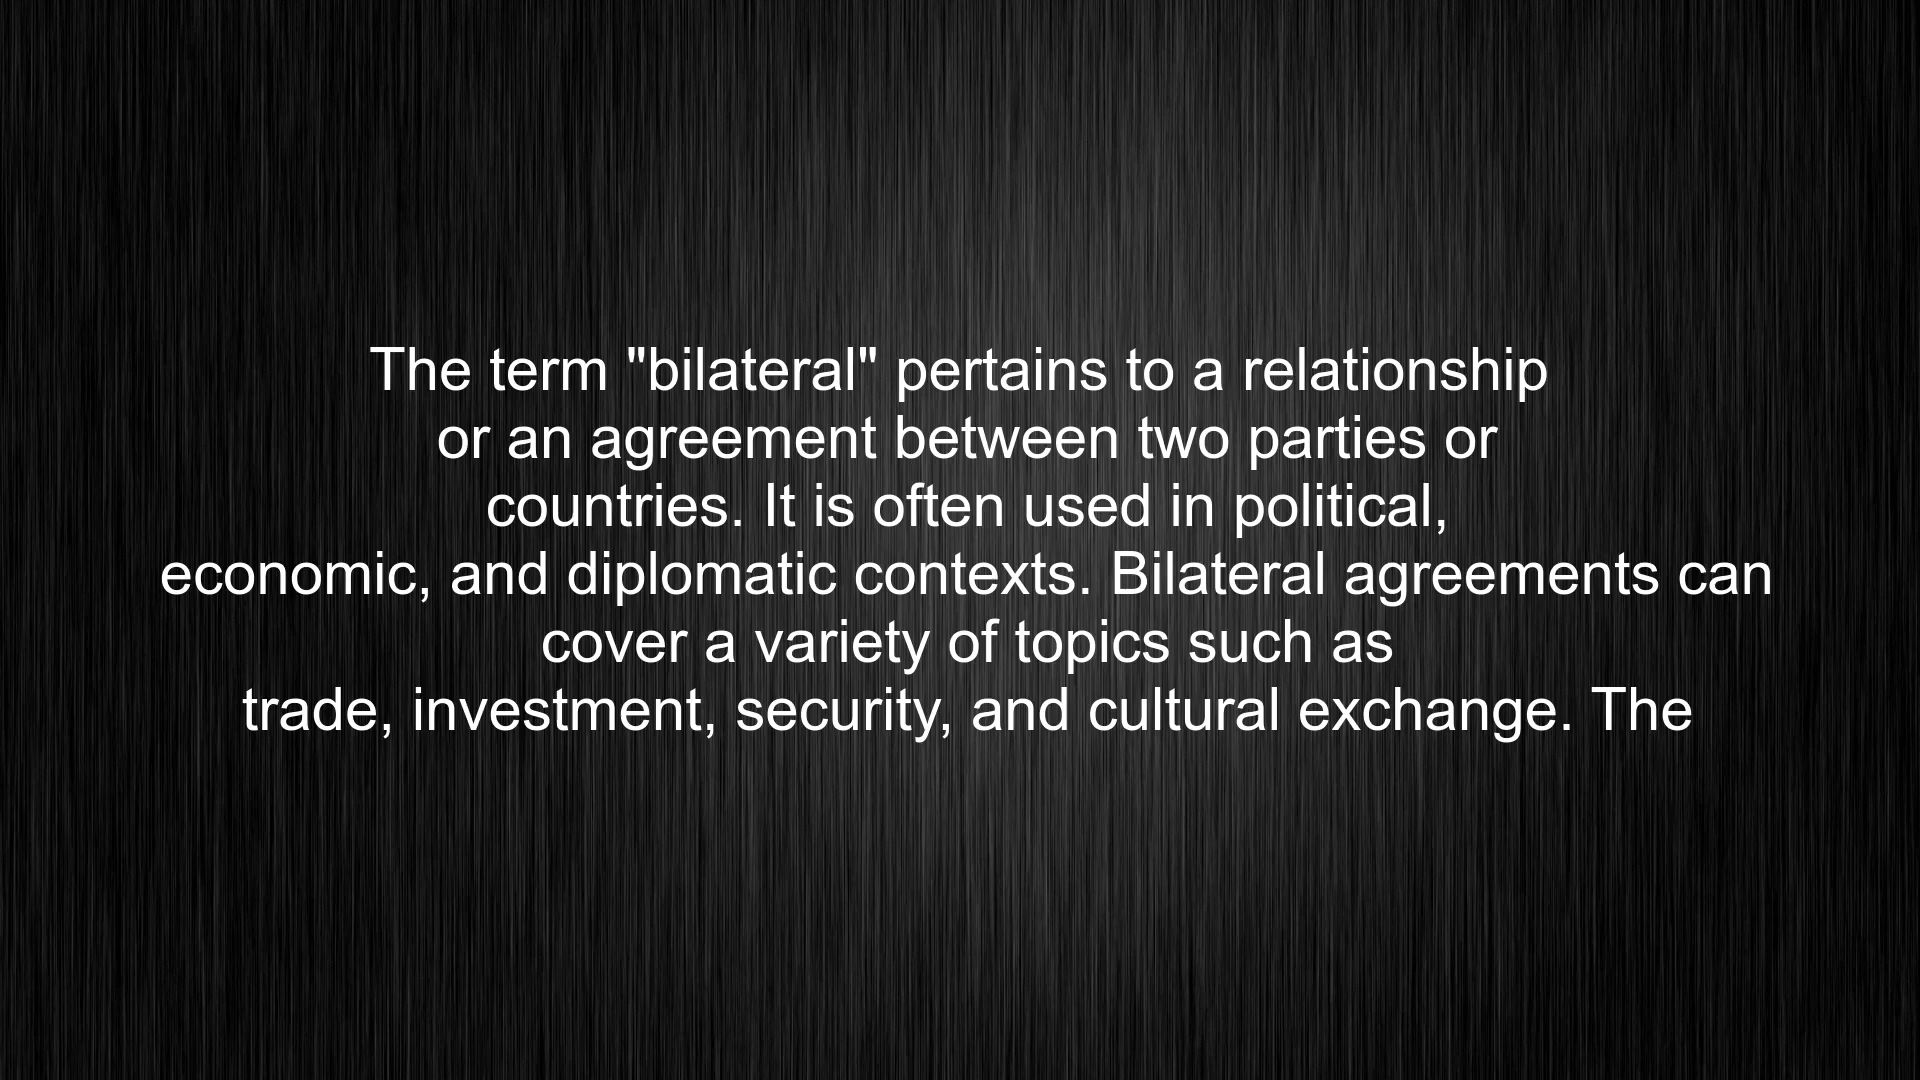 The term "bilateral" pertains to a relationship
or an agreement between two parties or
countries. It is often used in political,
economic, and diplomatic contexts. Bilateral agreements can
cover a variety of topics such as
trade, investment, security, and cultural exchange. The